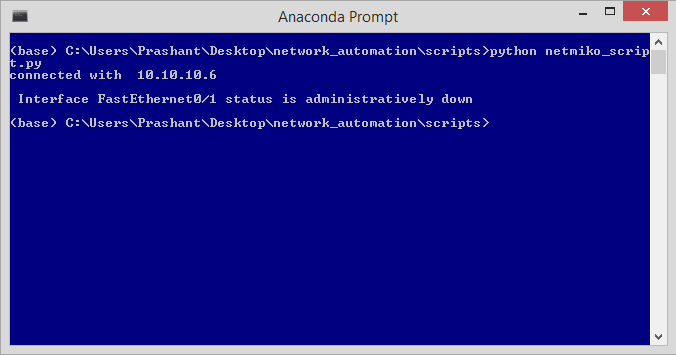 Anaconda Prompt
(base) C:\Users\Prashant\Desktop\network_automation\scripts>python netmiko_scrip
t.py
connected with  10.10.10.6
 Interface FastEthernet0/1 status is administratively down
(base) C:\Users\Prashant\Desktop\network_automation\scripts>